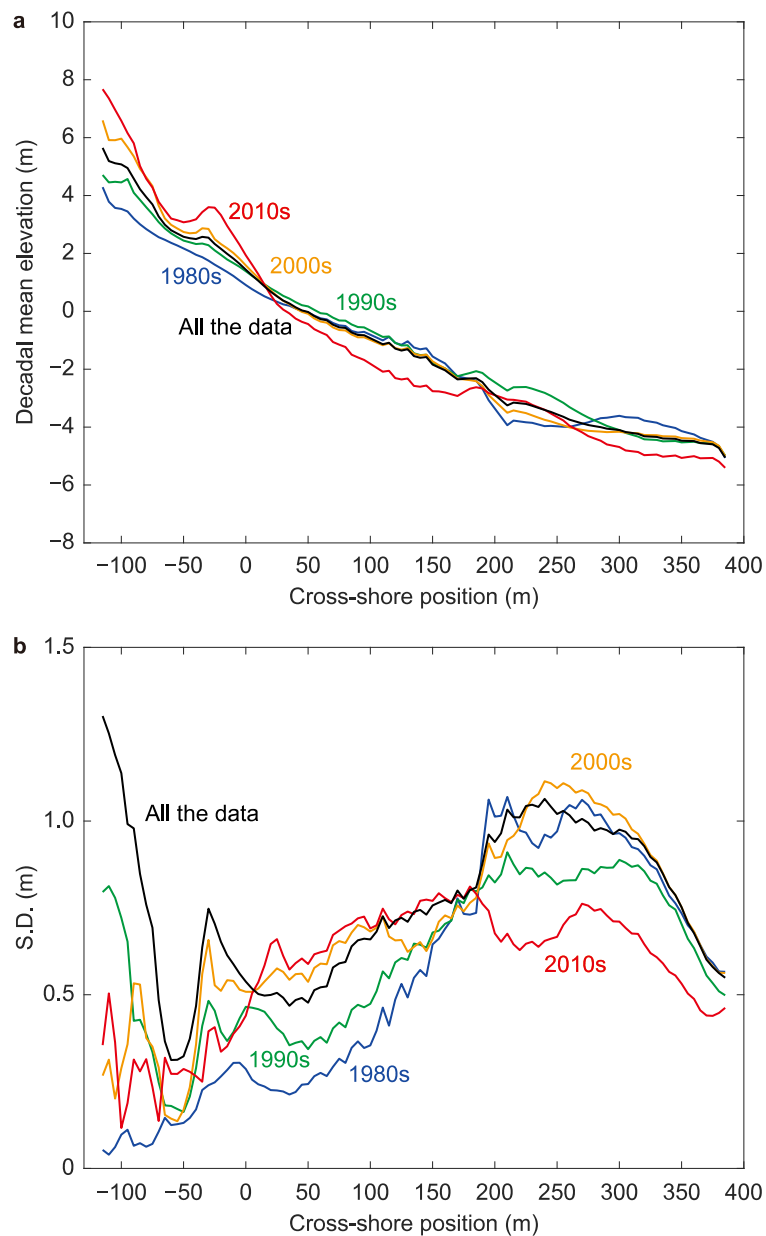 a
10
8
6
4
2
0
−2
−4
−6
−8
Decadal mean elevation (m)
2010s
2000s
1980s
1990s
All the data
−100 −50 0 50 100 150 200 250 300 350 400
Cross-shore position (m)
b
1.5
1.0
0.5
0
S.D. (m)
2000s
All the data
2010s
1990s
1980s
−100 −50 0 50 100 150 200 250 300 350 400
Cross-shore position (m)